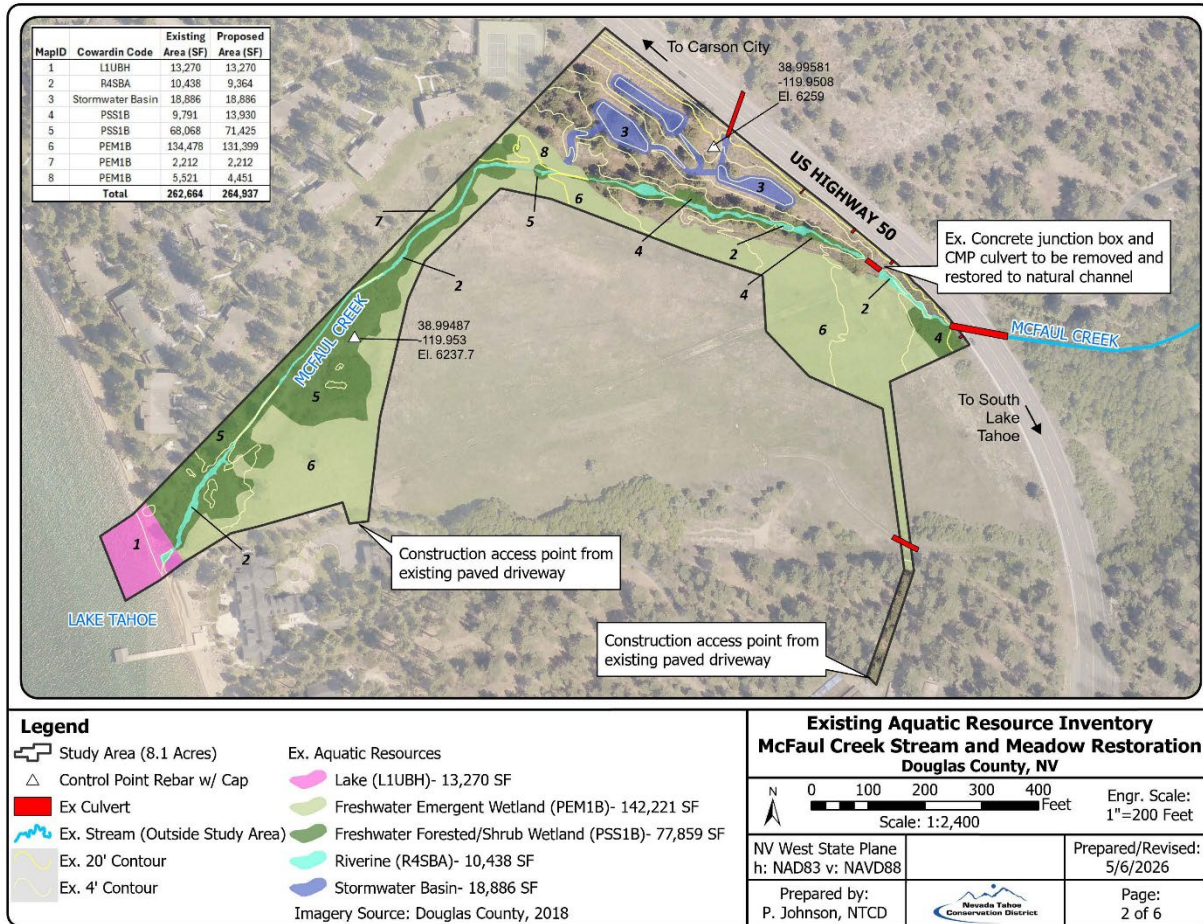 MapID Cowardin Code Existing Area (SF) Proposed Area (SF)
1 L1UBH 13,270 13,270
2 R4SBA 10,438 9,364
3 Stormwater Basin 18,886 18,886
4 PSS1B 9,791 13,930
5 PSS1B 68,068 71,425
6 PEM1B 134,478 131,399
7 PEM1B 2,212 2,212
8 PEM1B 5,521 4,451
Total 262,664 264,937
To Carson City
38.99581
-119.9508
El. 6259
3
3
8
US HIGHWAY 50
7
5
6
4
2
4
2
Ex. Concrete junction box and
CMP culvert to be removed and
restored to natural channel
2
6
4
MCFAUL CREEK
38.99487
-119.953
El. 6237.7
MCFAUL CREEK
To South
Lake
Tahoe
5
5
6
1
2
Construction access point from
existing paved driveway
LAKE TAHOE
Construction access point from
existing paved driveway
Legend
Study Area (8.1 Acres)
Control Point Rebar w/ Cap
Ex Culvert
Ex. Stream (Outside Study Area)
Ex. 20' Contour
Ex. 4' Contour
Ex. Aquatic Resources
Lake (L1UBH)- 13,270 SF
Freshwater Emergent Wetland (PEM1B)- 142,221 SF
Freshwater Forested/Shrub Wetland (PSS1B)- 77,859 SF
Riverine (R4SBA)- 10,438 SF
Stormwater Basin- 18,886 SF
Imagery Source: Douglas County, 2018
Existing Aquatic Resource Inventory
McFaul Creek Stream and Meadow Restoration
Douglas County, NV
N
0 100 200 300 400
Feet
Scale: 1:2,400
Engr. Scale:
1"=200 Feet
NV West State Plane
h: NAD83 v: NAVD88
Prepared/Revised:
5/6/2026
Prepared by:
P. Johnson, NTCD
Nevada Tahoe
Conservation District
Page:
2 of 6